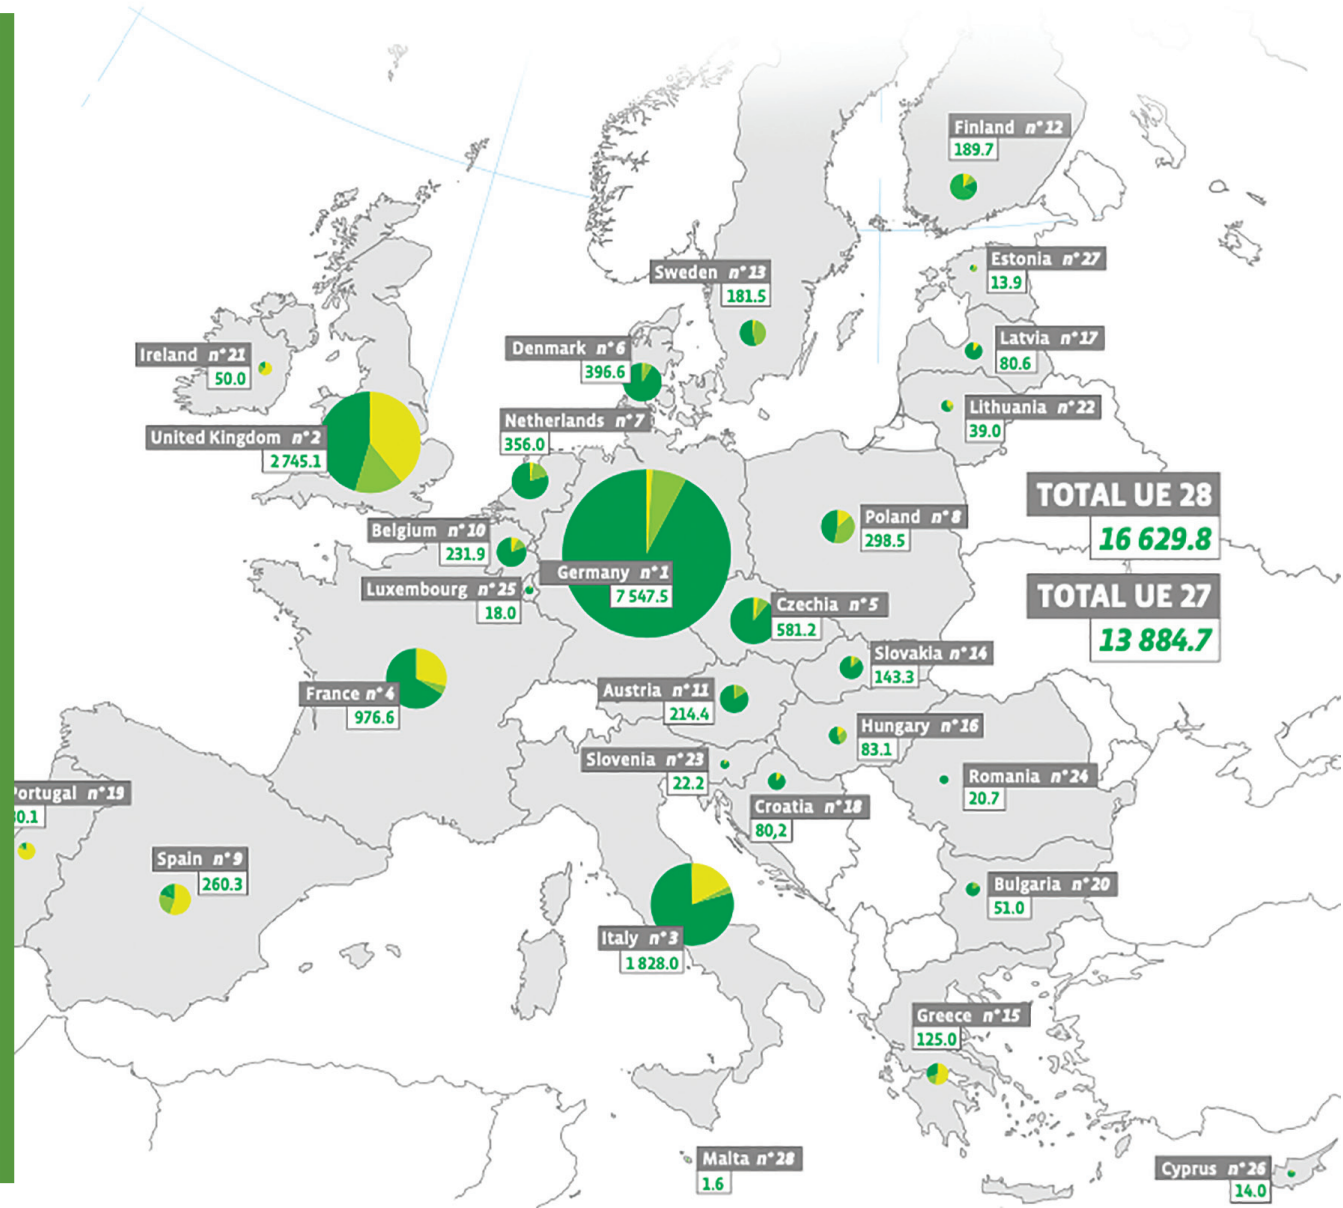 Finland n°12
189.7
Estonia n°27
13.9
Sweden n°13
181.5
Latvia n°17
80.6
Ireland n°21
50.0
Denmark n°6
396.6
Lithuania n°22
39.0
Netherlands n°7
356.0
United Kingdom n°2
2 745.1
TOTAL UE 28
16 629.8
Poland n°8
298.5
Belgium n°10
231.9
Germany n°1
7 547.5
Luxembourg n°25
18.0
TOTAL UE 27
13 884.7
Czechia n°5
581.2
Slovakia n°14
143.3
France n°4
976.6
Austria n°11
214.4
Hungary n°16
83.1
Slovenia n°23
22.2
Romania n°24
20.7
Portugal n°19
0.1
Croatia n°18
80,2
Spain n°9
260.3
Bulgaria n°20
51.0
Italy n°3
1 828.0
Greece n°15
125.0
Malta n°28
1.6
Cyprus n°26
14.0